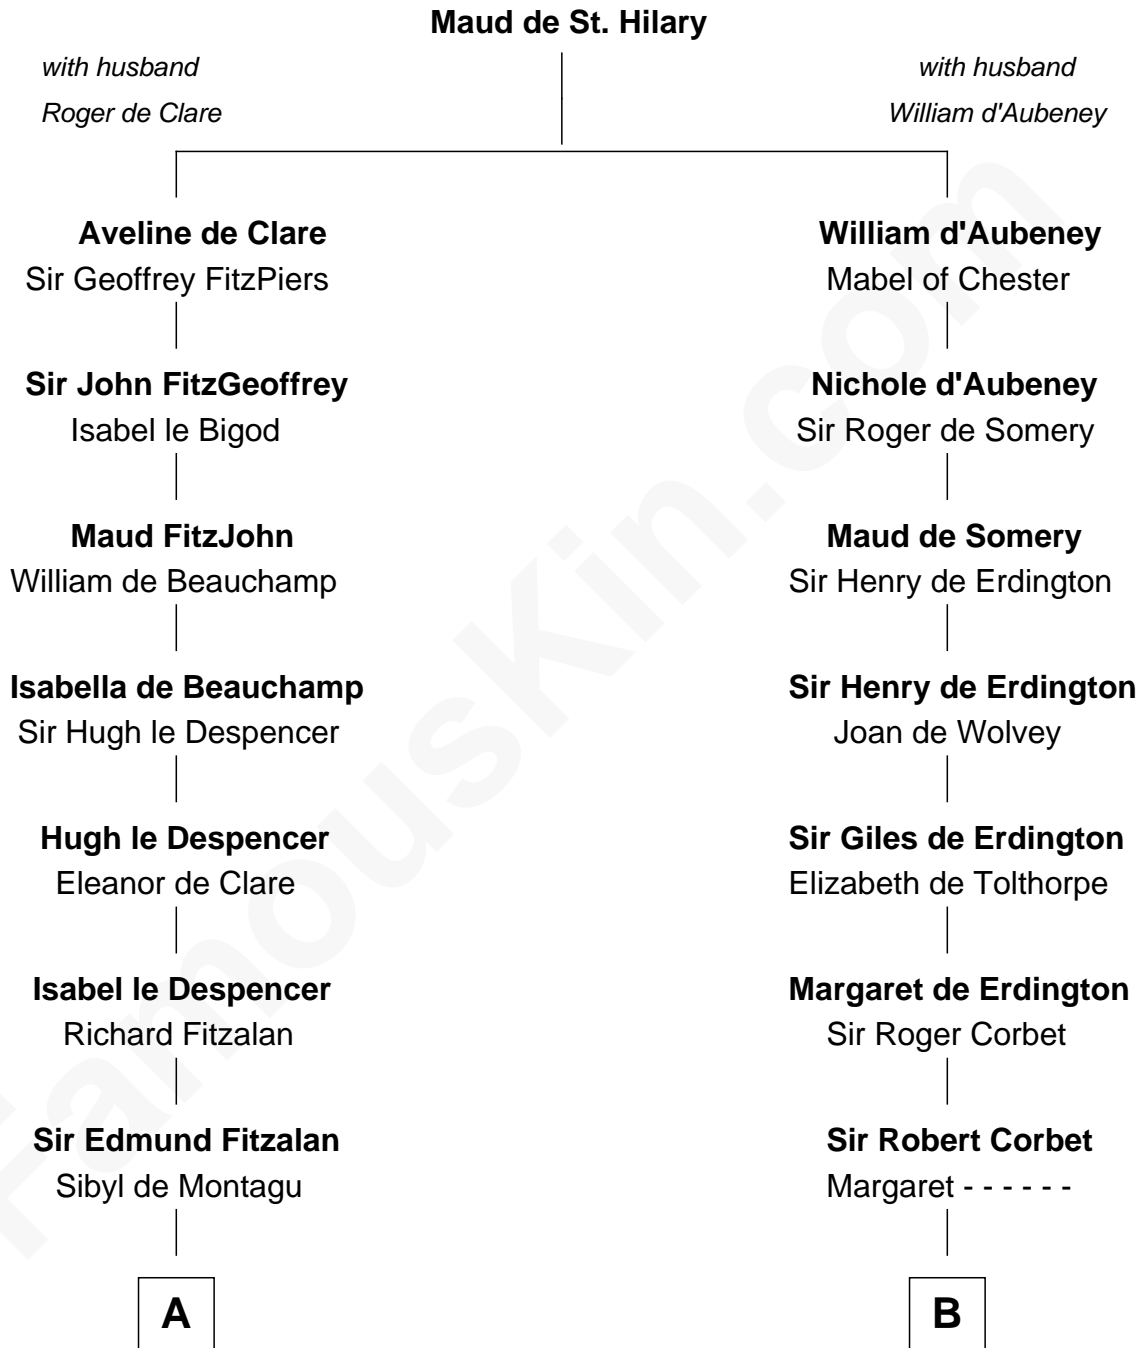 Maud de St. Hilary
with husband
Roger de Clare
with husband
William d'Aubeney
Aveline de Clare
Sir Geoffrey FitzPiers
William d'Aubeney
Mabel of Chester
Sir John FitzGeoffrey
Isabel le Bigod
Nichole d'Aubeney
Sir Roger de Somery
Maud FitzJohn
William de Beauchamp
Maud de Somery
Sir Henry de Erdington
Isabella de Beauchamp
Sir Hugh le Despencer
Sir Henry de Erdington
Joan de Wolvey
Hugh le Despencer
Eleanor de Clare
Sir Giles de Erdington
Elizabeth de Tolthorpe
Isabel le Despencer
Richard Fitzalan
Margaret de Erdington
Sir Roger Corbet
Sir Edmund Fitzalan
Sibyl de Montagu
Sir Robert Corbet
Margaret - - - - - -
A
B
FamousKin.com